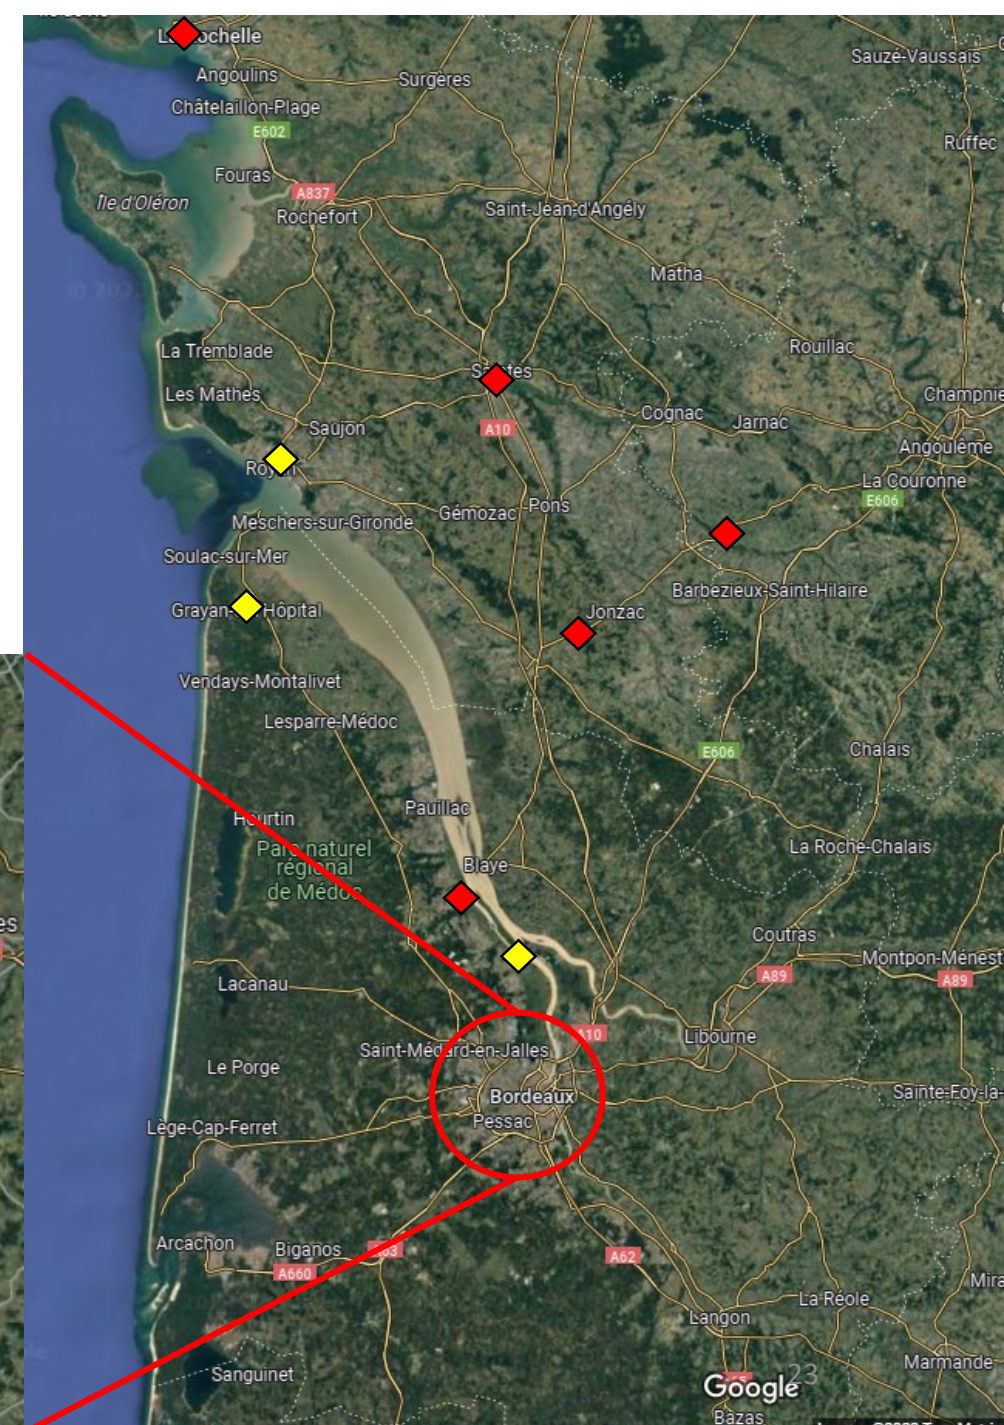 La Rochelle
Sauzé-Vaussais
Angoulins
Surgères
Châtelaillon-Plage
E602
Ruffec
Fouras
A837
Île d'Oléron
Rochefort
Saint-Jean-d'Angély
Matha
Rouillac
La Tremblade
Saintes
Les Mathes
Champnie
Cognac
Jarnac
Saujon
A10
Angoulême
Royan
La Couronne
E606
Pons
Gémozac
Meschers-sur-Gironde
Soulac-sur-Mer
Barbezieux-Saint-Hilaire
Grayan-et-l'Hôpital
Jonzac
Vendays-Montalivet
Lesparre-Médoc
E606
Chalais
Pauillac
Hourtin
Parc naturel
régional
de Médoc
La Roche-Chalais
Blaye
es
Coutras
Montpon-Ménest
A89
A89
Lacanau
A10
Libourne
Saint-Médard-en-Jalles
Le Porge
Bordeaux
Sainte-Foy-la-
Pessac
Lège-Cap-Ferret
Arcachon
Biganos
A63
A62
A660
Mira
La Réole
Langon
Marmande
Sanguinet
23
Google
A65
Bazas